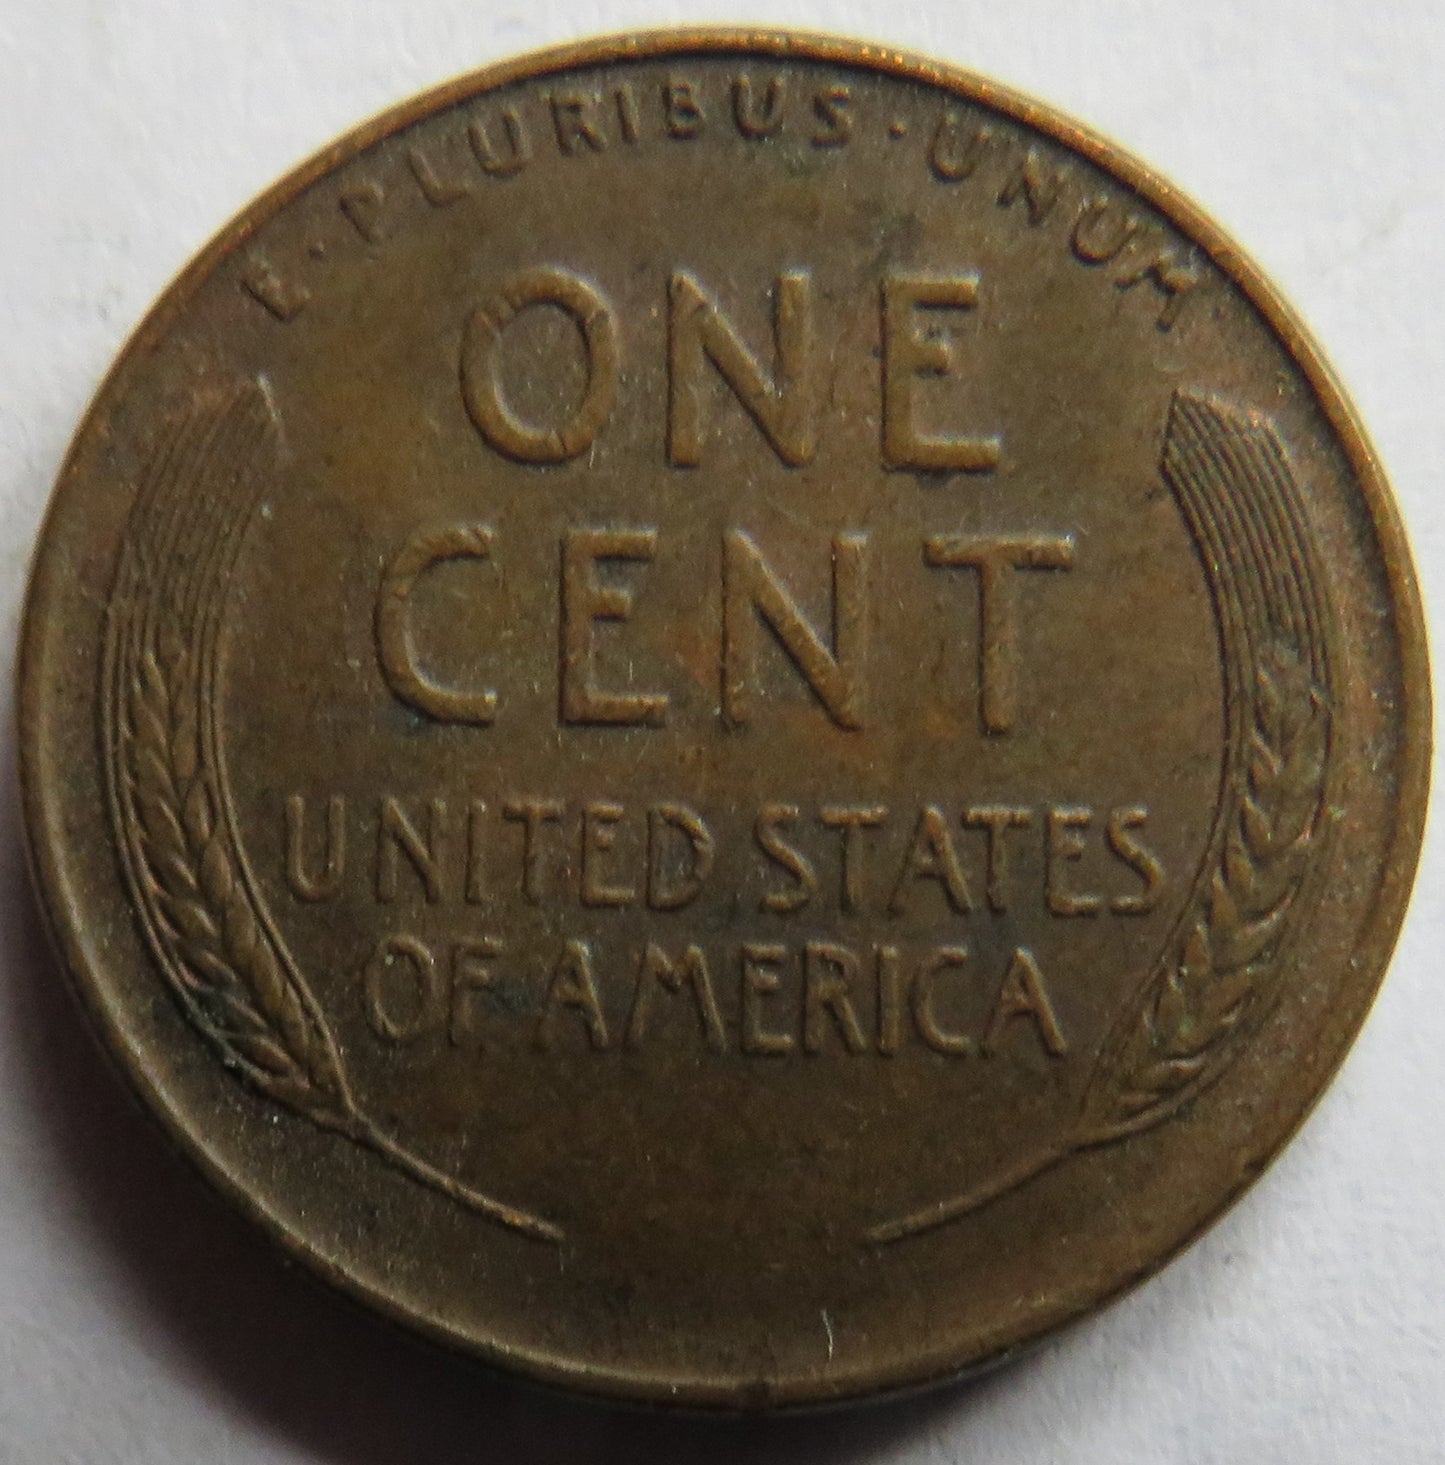 E · PLURIBUS · UNUM
ONE
CENT
UNITED STATES
OF AMERICA